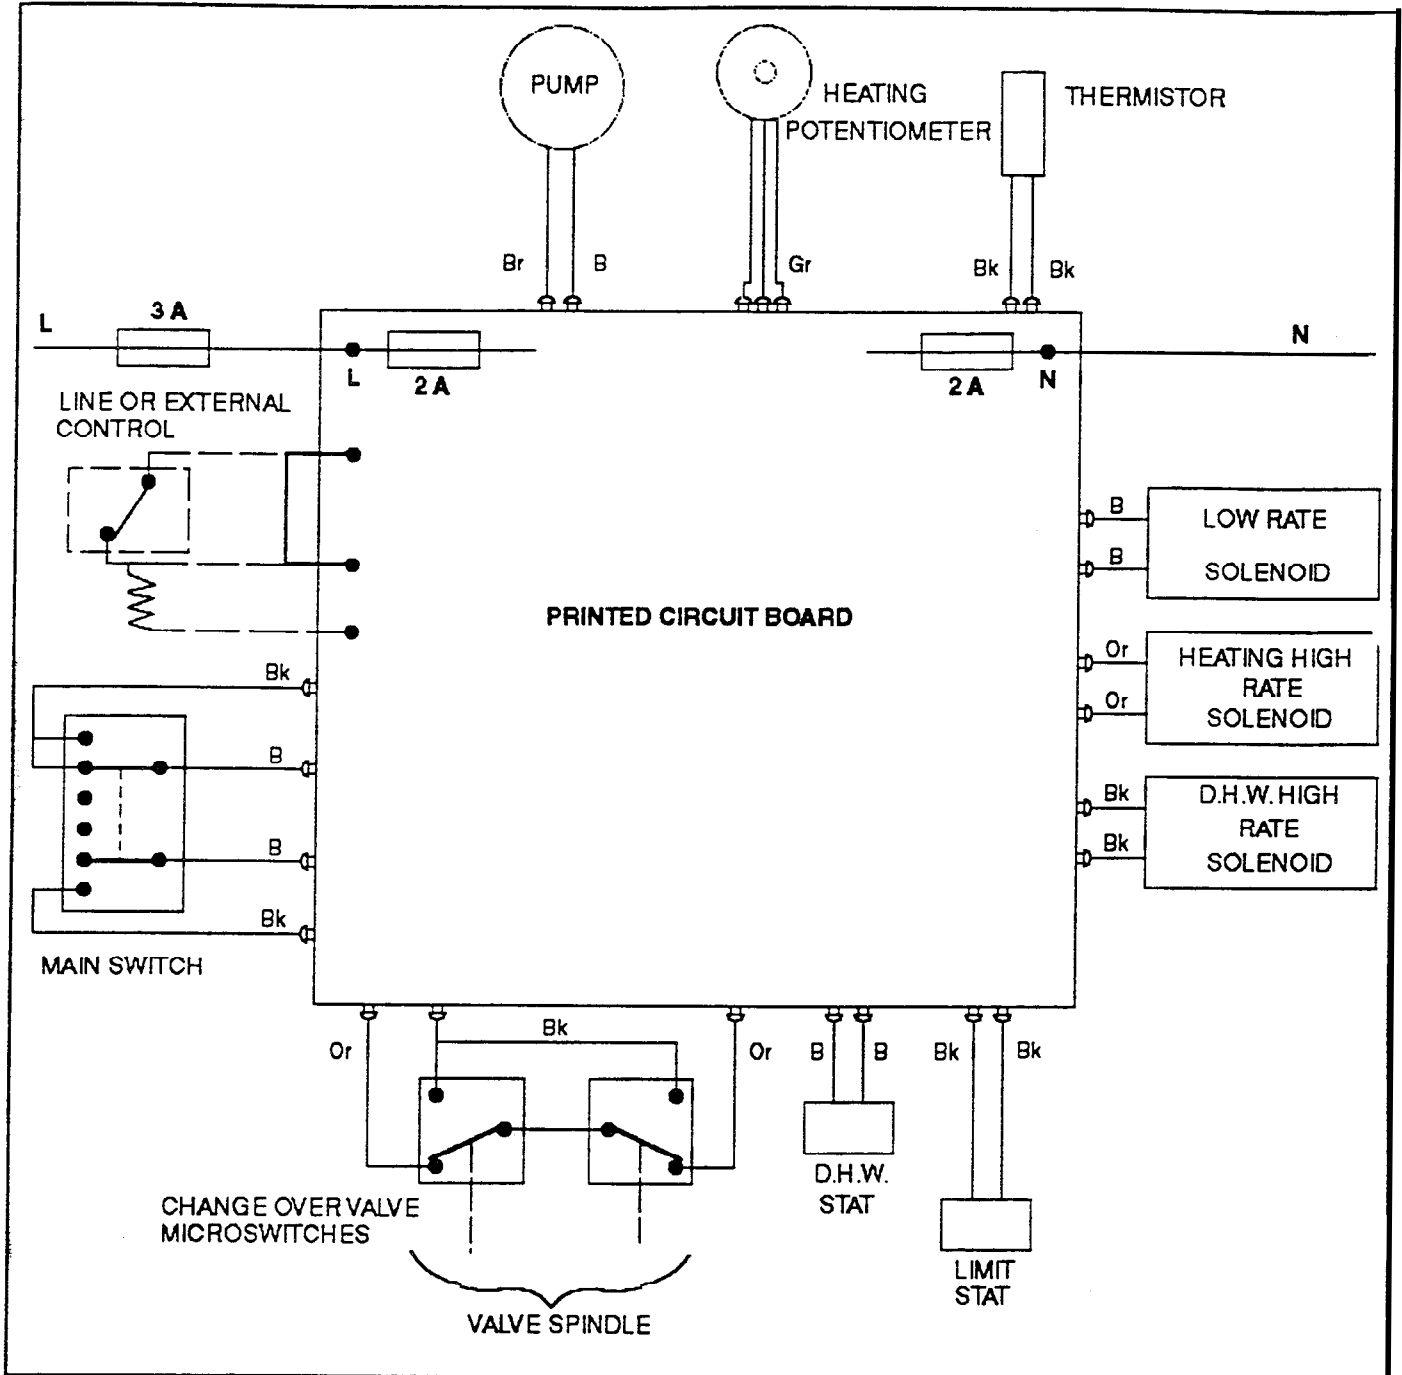 PUMP
HEATING
POTENTIOMETER
THERMISTOR
Br
B
Gr
Bk
Bk
L
3 A
L
2 A
2 A
N
N
LINE OR EXTERNAL
CONTROL
B
LOW RATE
B
SOLENOID
PRINTED CIRCUIT BOARD
Or
HEATING HIGH
RATE
Or
SOLENOID
Bk
B
Bk
D.H.W. HIGH
RATE
Bk
SOLENOID
B
Bk
MAIN SWITCH
Or
Bk
Or
B
B
Bk
Bk
D.H.W.
STAT
CHANGE OVER VALVE
MICROSWITCHES
LIMIT
STAT
VALVE SPINDLE